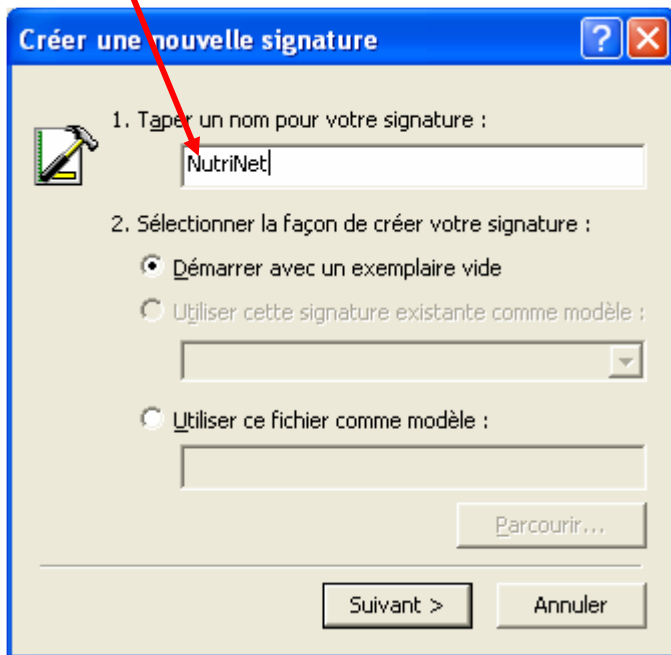 Créer une nouvelle signature
1. Taper un nom pour votre signature :
NutriNet
2. Sélectionner la façon de créer votre signature :
Démarrer avec un exemplaire vide
Utiliser cette signature existante comme modèle :
Utiliser ce fichier comme modèle :
Parcourir...
Suivant >
Annuler